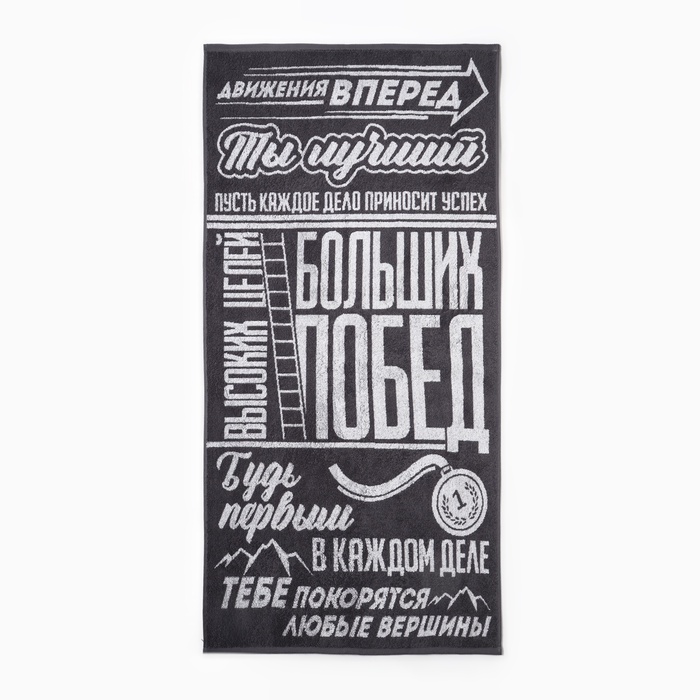 ДВИЖЕНИЯ ВПЕРЕД
Ты лучший
ПУСТЬ КАЖДОЕ ДЕЛО ПРИНОСИТ УСПЕХ
ВЫСОКИХ ЦЕЛЕЙ
БОЛЬШИХ
ПОБЕД
Будь
первым
1
В КАЖДОМ ДЕЛЕ
ТЕБЕ ПОКОРЯТСЯ
ЛЮБЫЕ ВЕРШИНЫ